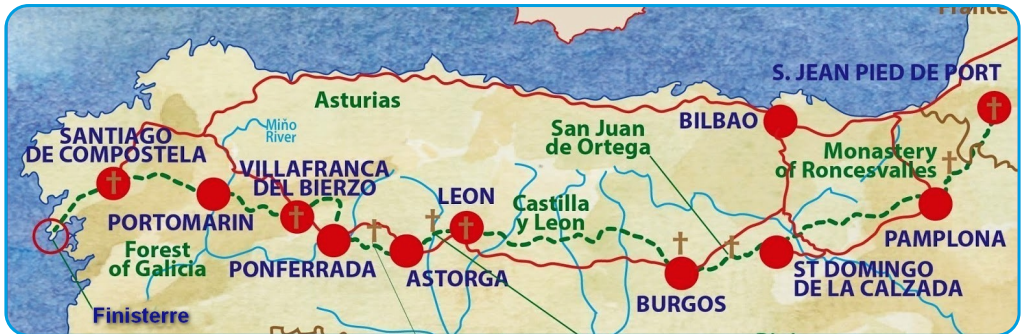 France
S. JEAN PIED DE PORT
Asturias
BILBAO
Miño
River
San Juan
de Ortega
SANTIAGO
DE COMPOSTELA
Monastery
of Roncesvalles
VILLAFRANCA
DEL BIERZO
LEON
Castilla
y Leon
PORTOMARIN
PAMPLONA
Forest
of Galicia
PONFERRADA
ASTORGA
ST DOMINGO
DE LA CALZADA
BURGOS
Finisterre